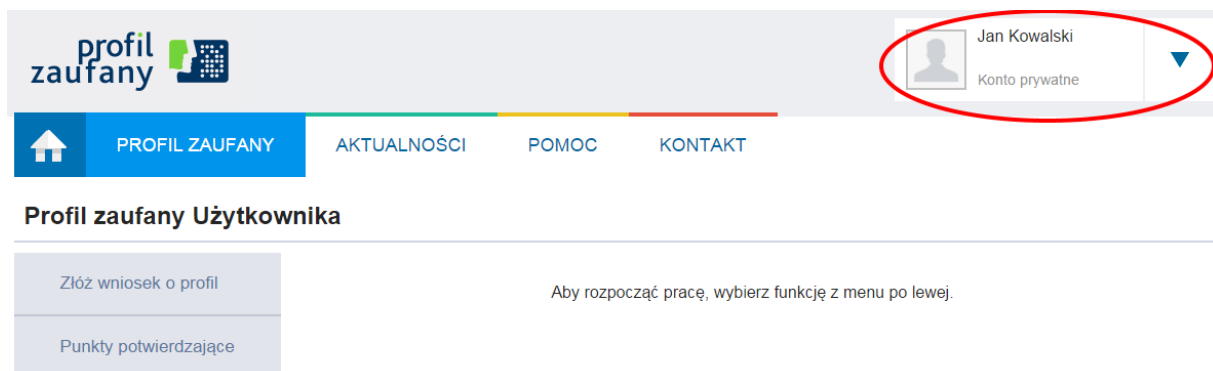 profil
zaufany
Jan Kowalski
Konto prywatne
PROFIL ZAUFANY AKTUALNOŚCI POMOC KONTAKT
Profil zaufany Użytkownika
Złóż wniosek o profil
Aby rozpocząć pracę, wybierz funkcję z menu po lewej.
Punkty potwierdzające